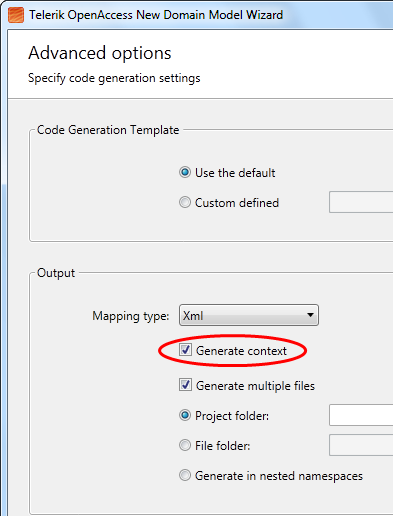 Telerik OpenAccess New Domain Model Wizard
Advanced options
Specify code generation settings
Code Generation Template
Use the default
Custom defined
Output
Mapping type: Xml
Generate context
Generate multiple files
Project folder:
File folder:
Generate in nested namespaces